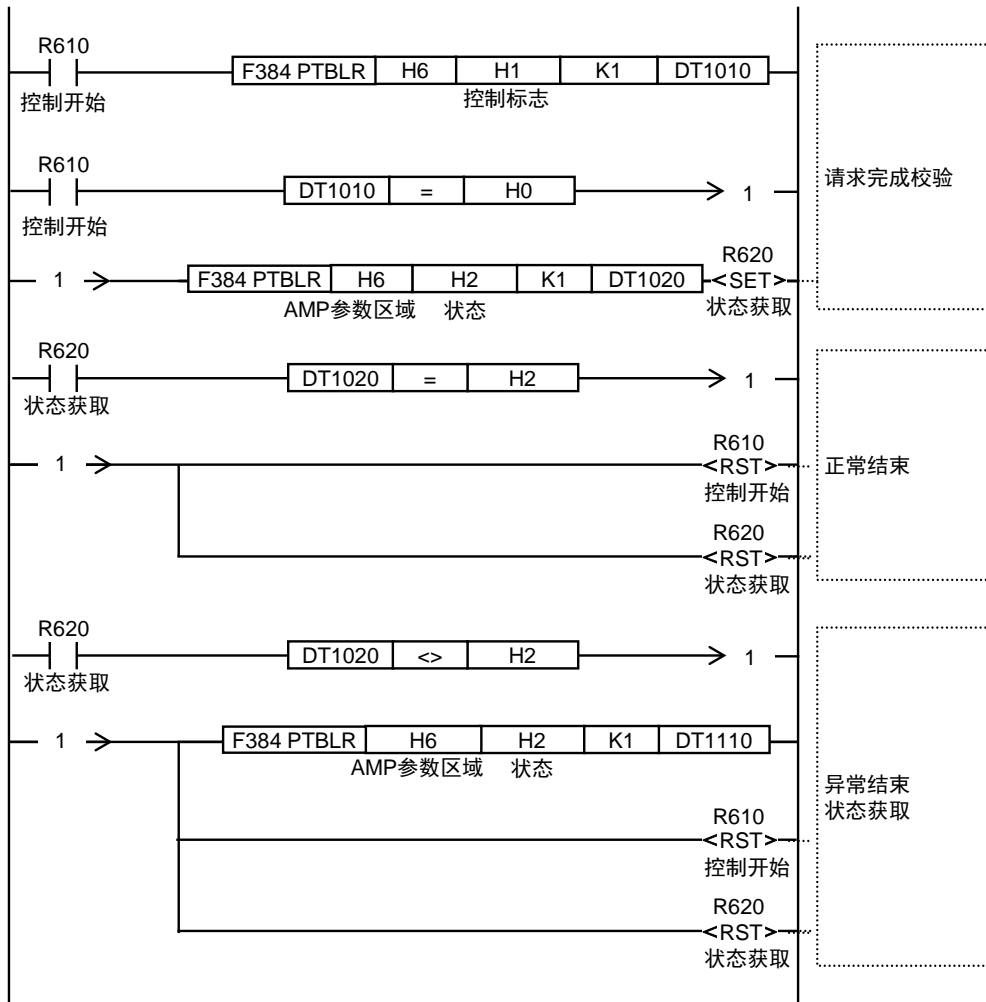 R610
F384 PTBLR H6 H1 K1 DT1010
控制开始 控制标志
R610
DT1010 = H0 1
控制开始
请求完成校验
R620
1 F384 PTBLR H6 H2 K1 DT1020 <SET>
AMP参数区域 状态 状态获取
R620
DT1020 = H2 1
状态获取
R610
1 <RST>
控制开始
正常结束
R620
<RST>
状态获取
R620
DT1020 <> H2 1
状态获取
1 F384 PTBLR H6 H2 K1 DT1110
AMP参数区域 状态
异常结束
状态获取
R610
<RST>
控制开始
R620
<RST>
状态获取